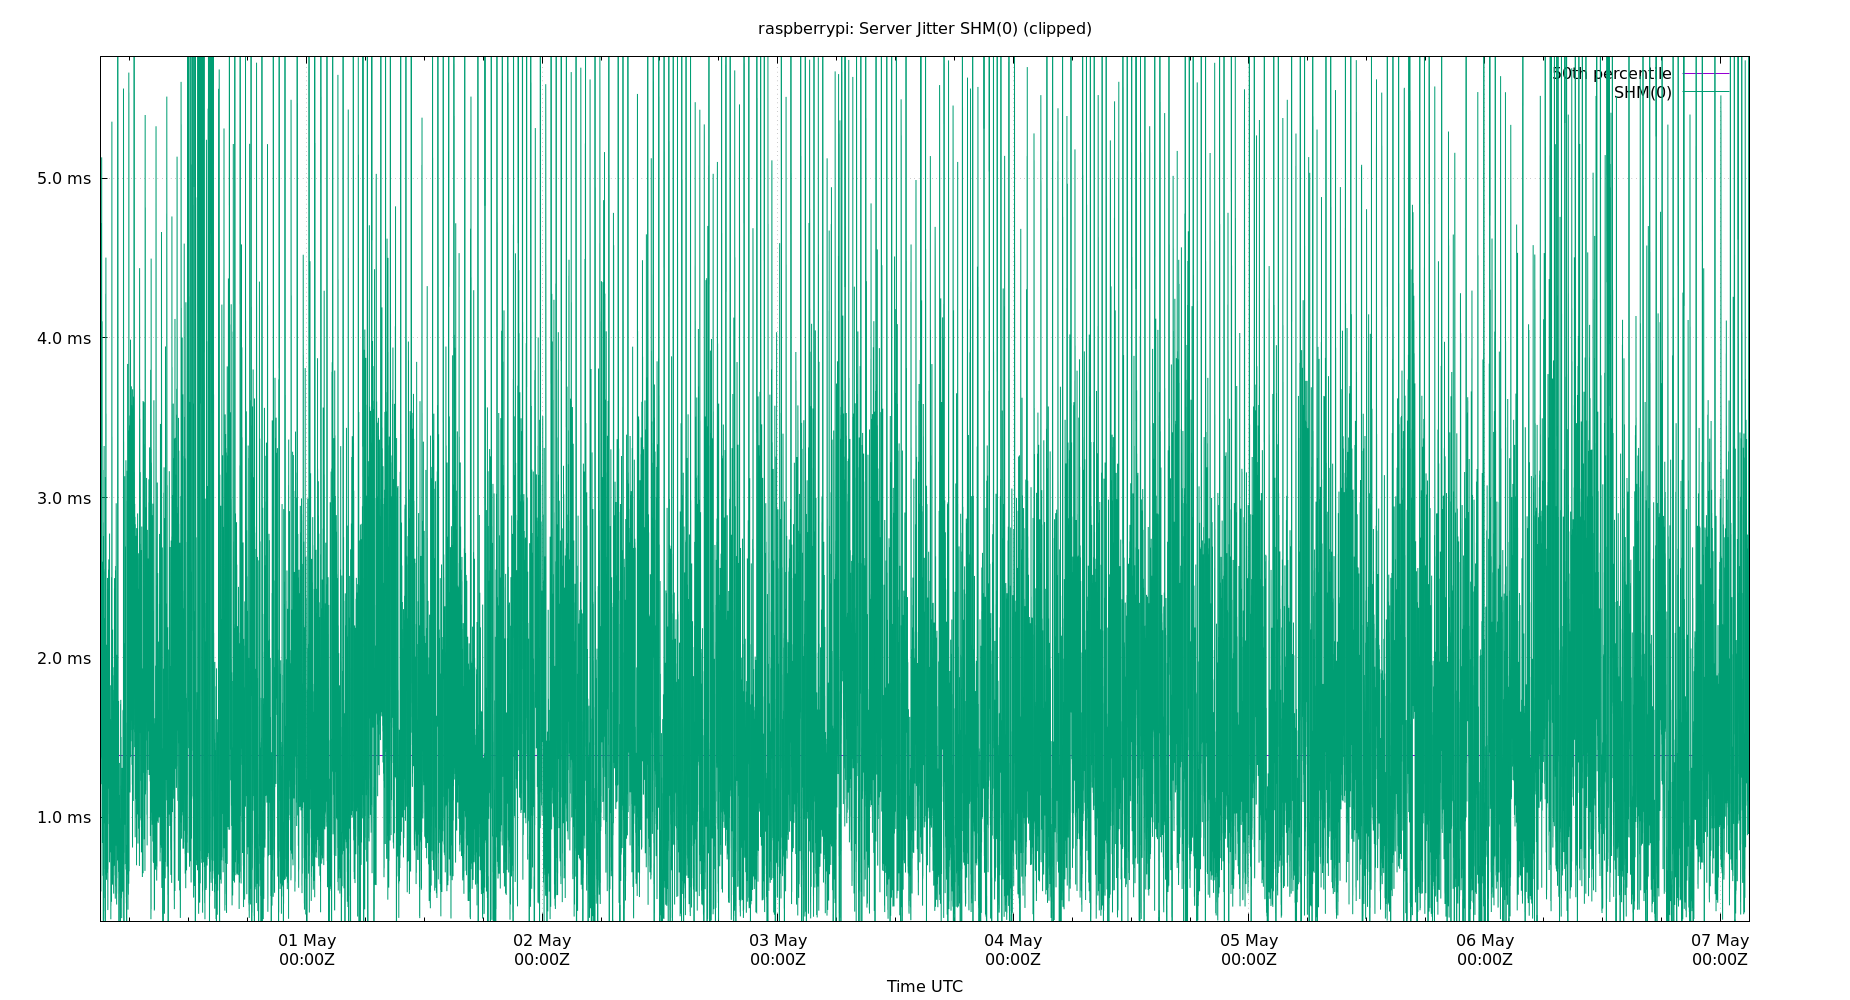 raspberrypi: Server Jitter SHM(0) (clipped)
50th percentile
SHM(0)
5.0 ms
4.0 ms
3.0 ms
2.0 ms
1.0 ms
01 May 02 May 03 May 04 May 05 May 06 May 07 May
00:00Z 00:00Z 00:00Z 00:00Z 00:00Z 00:00Z 00:00Z
Time UTC